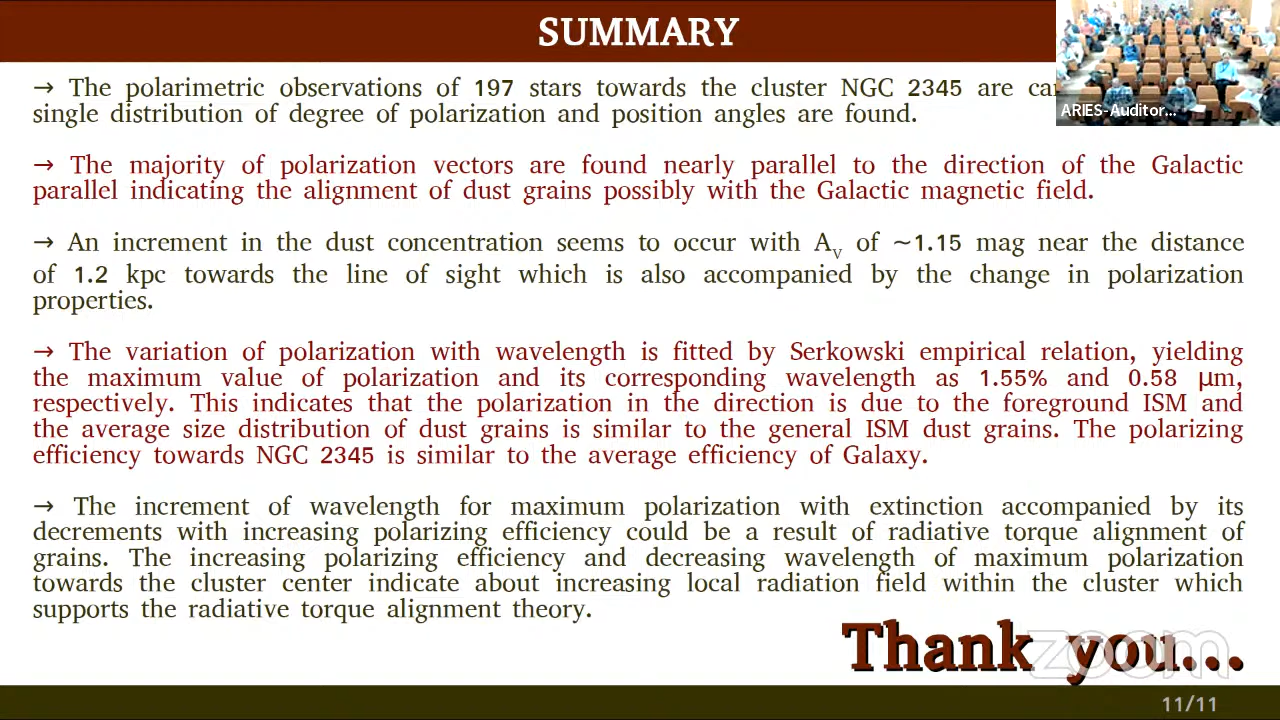 SUMMARY
→ The polarimetric observations of 197 stars towards the cluster NGC 2345 are
single distribution of degree of polarization and position angles are found.
ARIES-Auditor...
→ The majority of polarization vectors are found nearly parallel to the direction of the Galactic
parallel indicating the alignment of dust grains possibly with the Galactic magnetic field.
→ An increment in the dust concentration seems to occur with Av of ~1.15 mag near the distance
of 1.2 kpc towards the line of sight which is also accompanied by the change in polarization
properties.
→ The variation of polarization with wavelength is fitted by Serkowski empirical relation, yielding
the maximum value of polarization and its corresponding wavelength as 1.55% and 0.58 μm,
respectively. This indicates that the polarization in the direction is due to the foreground ISM and
the average size distribution of dust grains is similar to the general ISM dust grains. The polarizing
efficiency towards NGC 2345 is similar to the average efficiency of Galaxy.
→ The increment of wavelength for maximum polarization with extinction accompanied by its
decrements with increasing polarizing efficiency could be a result of radiative torque alignment of
grains. The increasing polarizing efficiency and decreasing wavelength of maximum polarization
towards the cluster center indicate about increasing local radiation field within the cluster which
supports the radiative torque alignment theory.
Thank you...
zoom
11/11